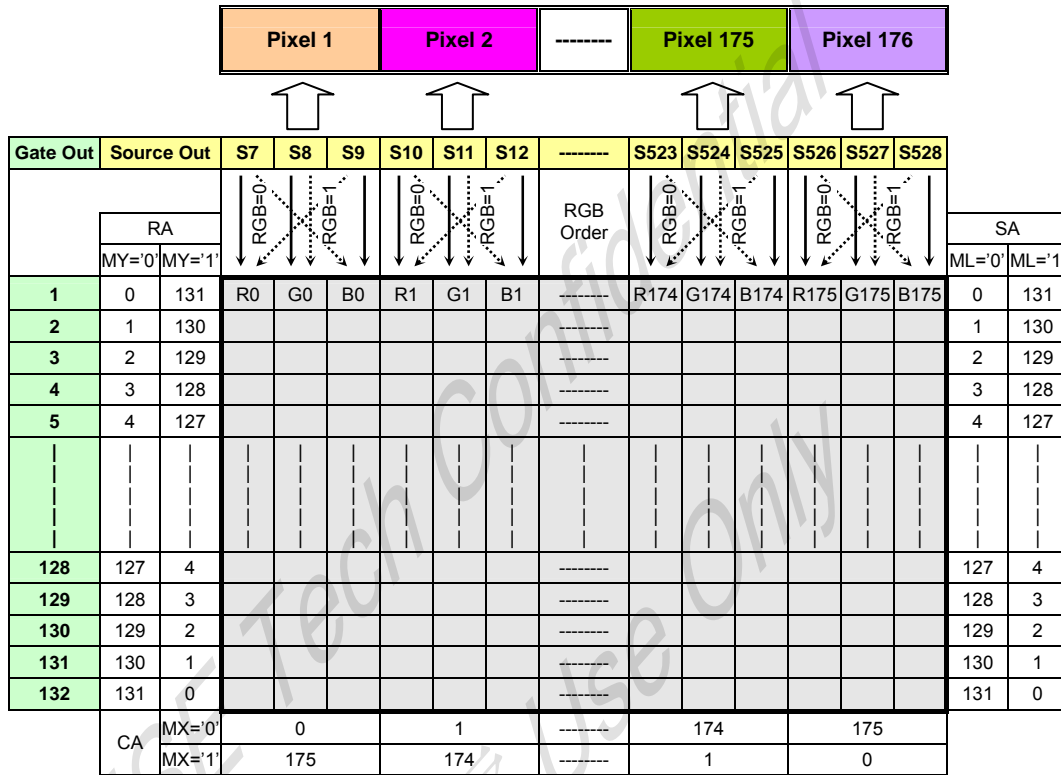 Pixel 1 Pixel 2 -------- Pixel 175 Pixel 176
Gate Out Source Out S7 S8 S9 S10 S11 S12 -------- S523 S524 S525 S526 S527 S528
RGB=0 RGB=1 RGB=0 RGB=1 RGB Order RGB=0 RGB=1 RGB=0 RGB=1
RA SA
MY='0' MY='1' ML='0' ML='1
1 0 131 R0 G0 B0 R1 G1 B1 -------- R174 G174 B174 R175 G175 B175 0 131
2 1 130 -------- 1 130
3 2 129 -------- 2 129
4 3 128 -------- 3 128
5 4 127 -------- 4 127
128 127 4 -------- 127 4
129 128 3 -------- 128 3
130 129 2 -------- 129 2
131 130 1 -------- 130 1
132 131 0 -------- 131 0
CA MX='0' 0 1 -------- 174 175
MX='1' 175 174 -------- 1 0
Tech Confidential
Use Only